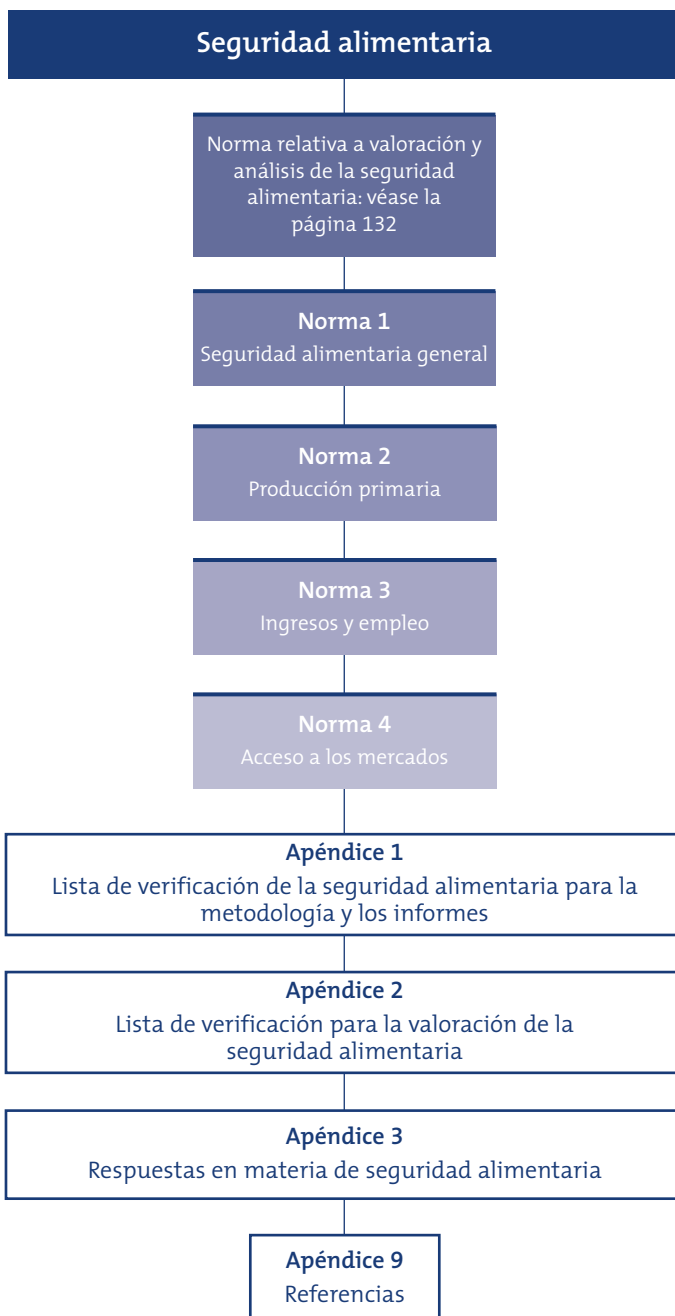 Seguridad alimentaria
Norma relativa a valoración y
análisis de la seguridad
alimentaria: véase la
página 132
Norma 1
Seguridad alimentaria general
Norma 2
Producción primaria
Norma 3
Ingresos y empleo
Norma 4
Acceso a los mercados
Apéndice 1
Lista de verificación de la seguridad alimentaria para la
metodología y los informes
Apéndice 2
Lista de verificación para la valoración de la
seguridad alimentaria
Apéndice 3
Respuestas en materia de seguridad alimentaria
Apéndice 9
Referencias